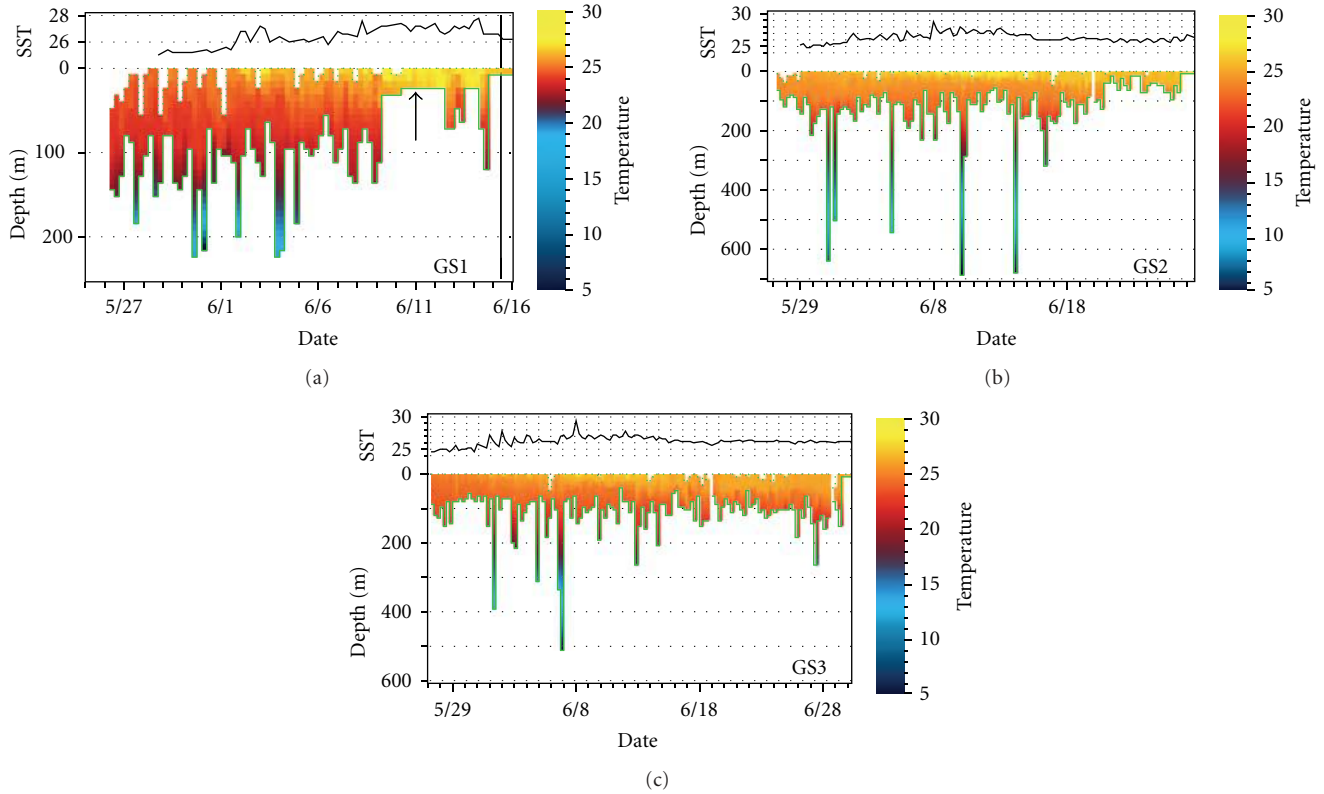 28
26
SST
0
100
200
Depth (m)
GS1
5/27
6/1
6/6
6/11
6/16
Date
30
25
20
15
10
5
Temperature
(a)
30
25
SST
0
200
400
600
Depth (m)
GS2
5/29
6/8
6/18
Date
30
25
20
15
10
5
Temperature
(b)
30
25
SST
0
200
400
600
Depth (m)
GS3
5/29
6/8
6/18
6/28
Date
30
25
20
15
10
5
Temperature
(c)